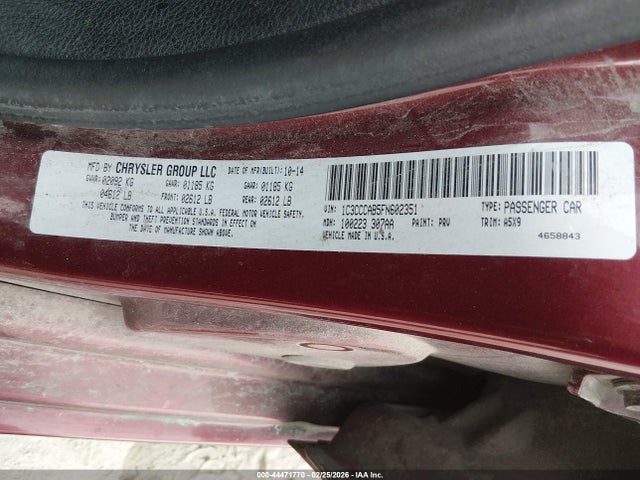 MFD BY CHRYSLER GROUP LLC DATE OF MFR(BUILT): 10-14
GVWR: 02092 KG GAWR: 01185 KG GAWR: 01185 KG
04612 LB FRONT: 02612 LB REAR: 02612 LB
THIS VEHICLE CONFORMS TO ALL APPLICABLE U.S.A. FEDERAL MOTOR VEHICLE SAFETY,
BUMPER AND THEFT PREVENTION STANDARDS IN EFFECT ON
THE DATE OF MANUFACTURE SHOWN ABOVE.
VIN: 1C3CCCAB5FN602351 TYPE: PASSENGER CAR
MDH: 100223 307AA PAINT: PRV TRIM: A5X9
VEHICLE MADE IN U.S.A. 4658843
000-44471770 - 02/25/2026 - IAA Inc.